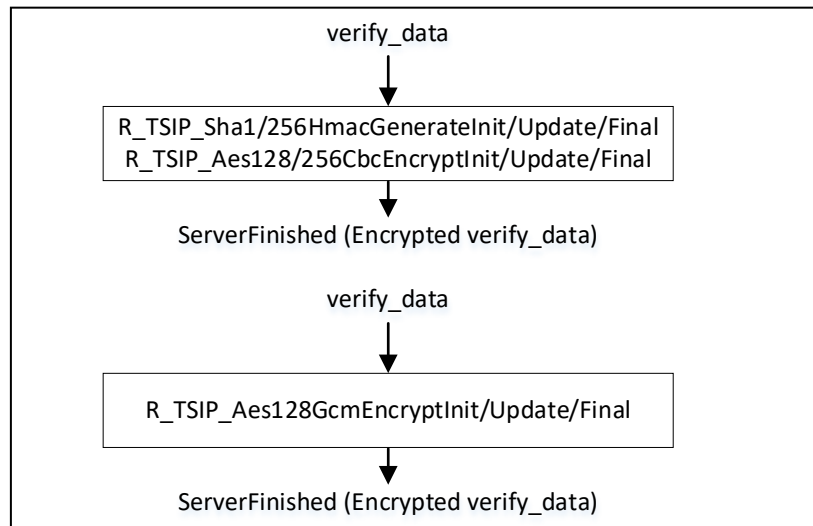 verify_data
R_TSIP_Sha1/256HmacGenerateInit/Update/Final
R_TSIP_Aes128/256CbcEncryptInit/Update/Final
ServerFinished (Encrypted verify_data)
verify_data
R_TSIP_Aes128GcmEncryptInit/Update/Final
ServerFinished (Encrypted verify_data)